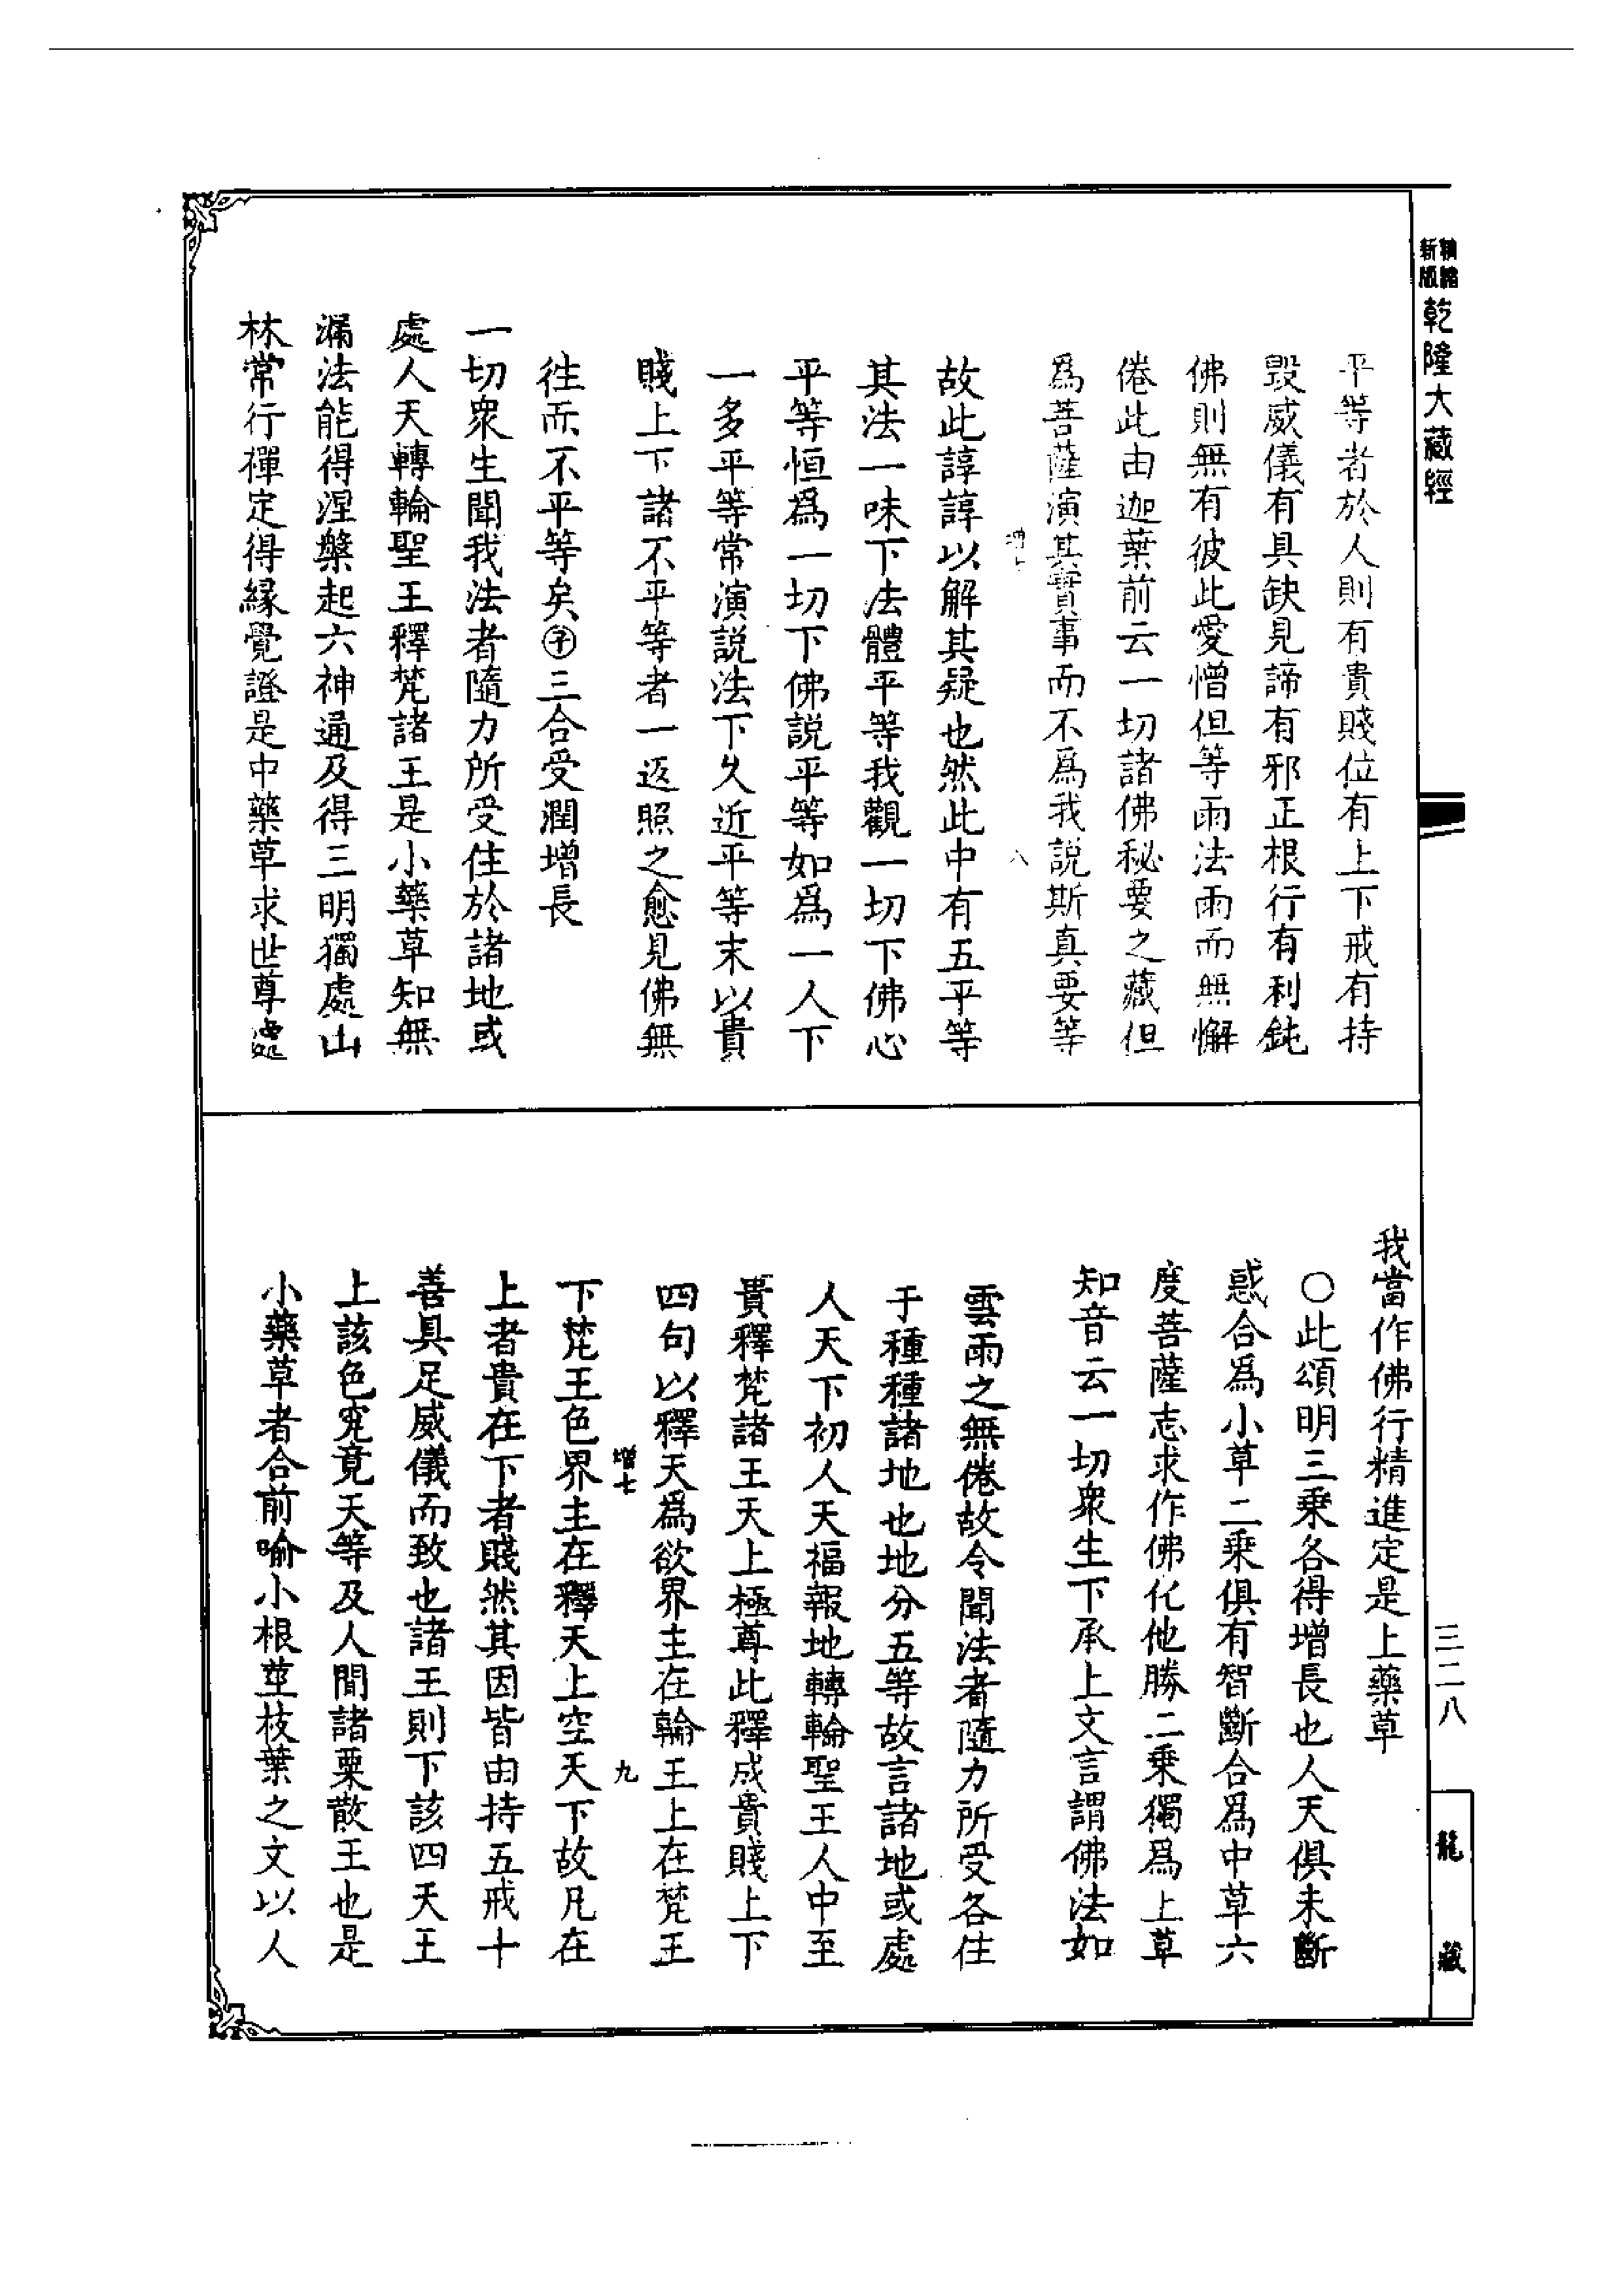 新版
精縮
乾隆大藏經
平等者於人則有貴賤位有上下戒有持
毀威儀有具缺見諦有邪正根行有利鈍
佛則無有彼此愛憎但等雨法雨而無懈
倦此由迦葉前云一切諸佛秘要之藏但
爲菩薩演其實事而不爲我說斯真要等
增七 八
故此諄諄以解其疑也然此中有五平等
其法一味下法體平等我觀一切下佛心
平等恒爲一切下佛說平等如爲一人下
一多平等常演說法下久近平等末以貴
賤上下諸不平等者一返照之愈見佛無
往而不平等矣㊢三合受潤增長
一切衆生聞我法者隨力所受住於諸地或
處人天轉輪聖王釋梵諸王是小藥草知無
漏法能得涅槃起六神通及得三明獨處山
林常行禪定得緣覺證是中藥草求世尊處
我當作佛行精進定是上藥草
○此頌明三乘各得增長也人天俱未斷
惑合爲小草二乘俱有智斷合爲中草六
度菩薩志求作佛化他勝二乘獨爲上草
知音云一切衆生下承上文言謂佛法如
雲雨之無倦故令聞法者隨力所受各住
于種種諸地也地分五等故言諸地或處
人天下初人天福報地轉輪聖王人中至
貴釋梵諸王天上極尊此釋成貴賤上下
四句以釋天爲欲界主在輪王上在梵王
增七 九
下梵王色界主在釋天上空天下故凡在
上者貴在下者賤然其因皆由持五戒十
善具足威儀而致也諸王則下該四天王
上該色究竟天等及人間諸粟散王也是
小藥草者合前喻小根莖枝葉之文以人
三二八
龍藏